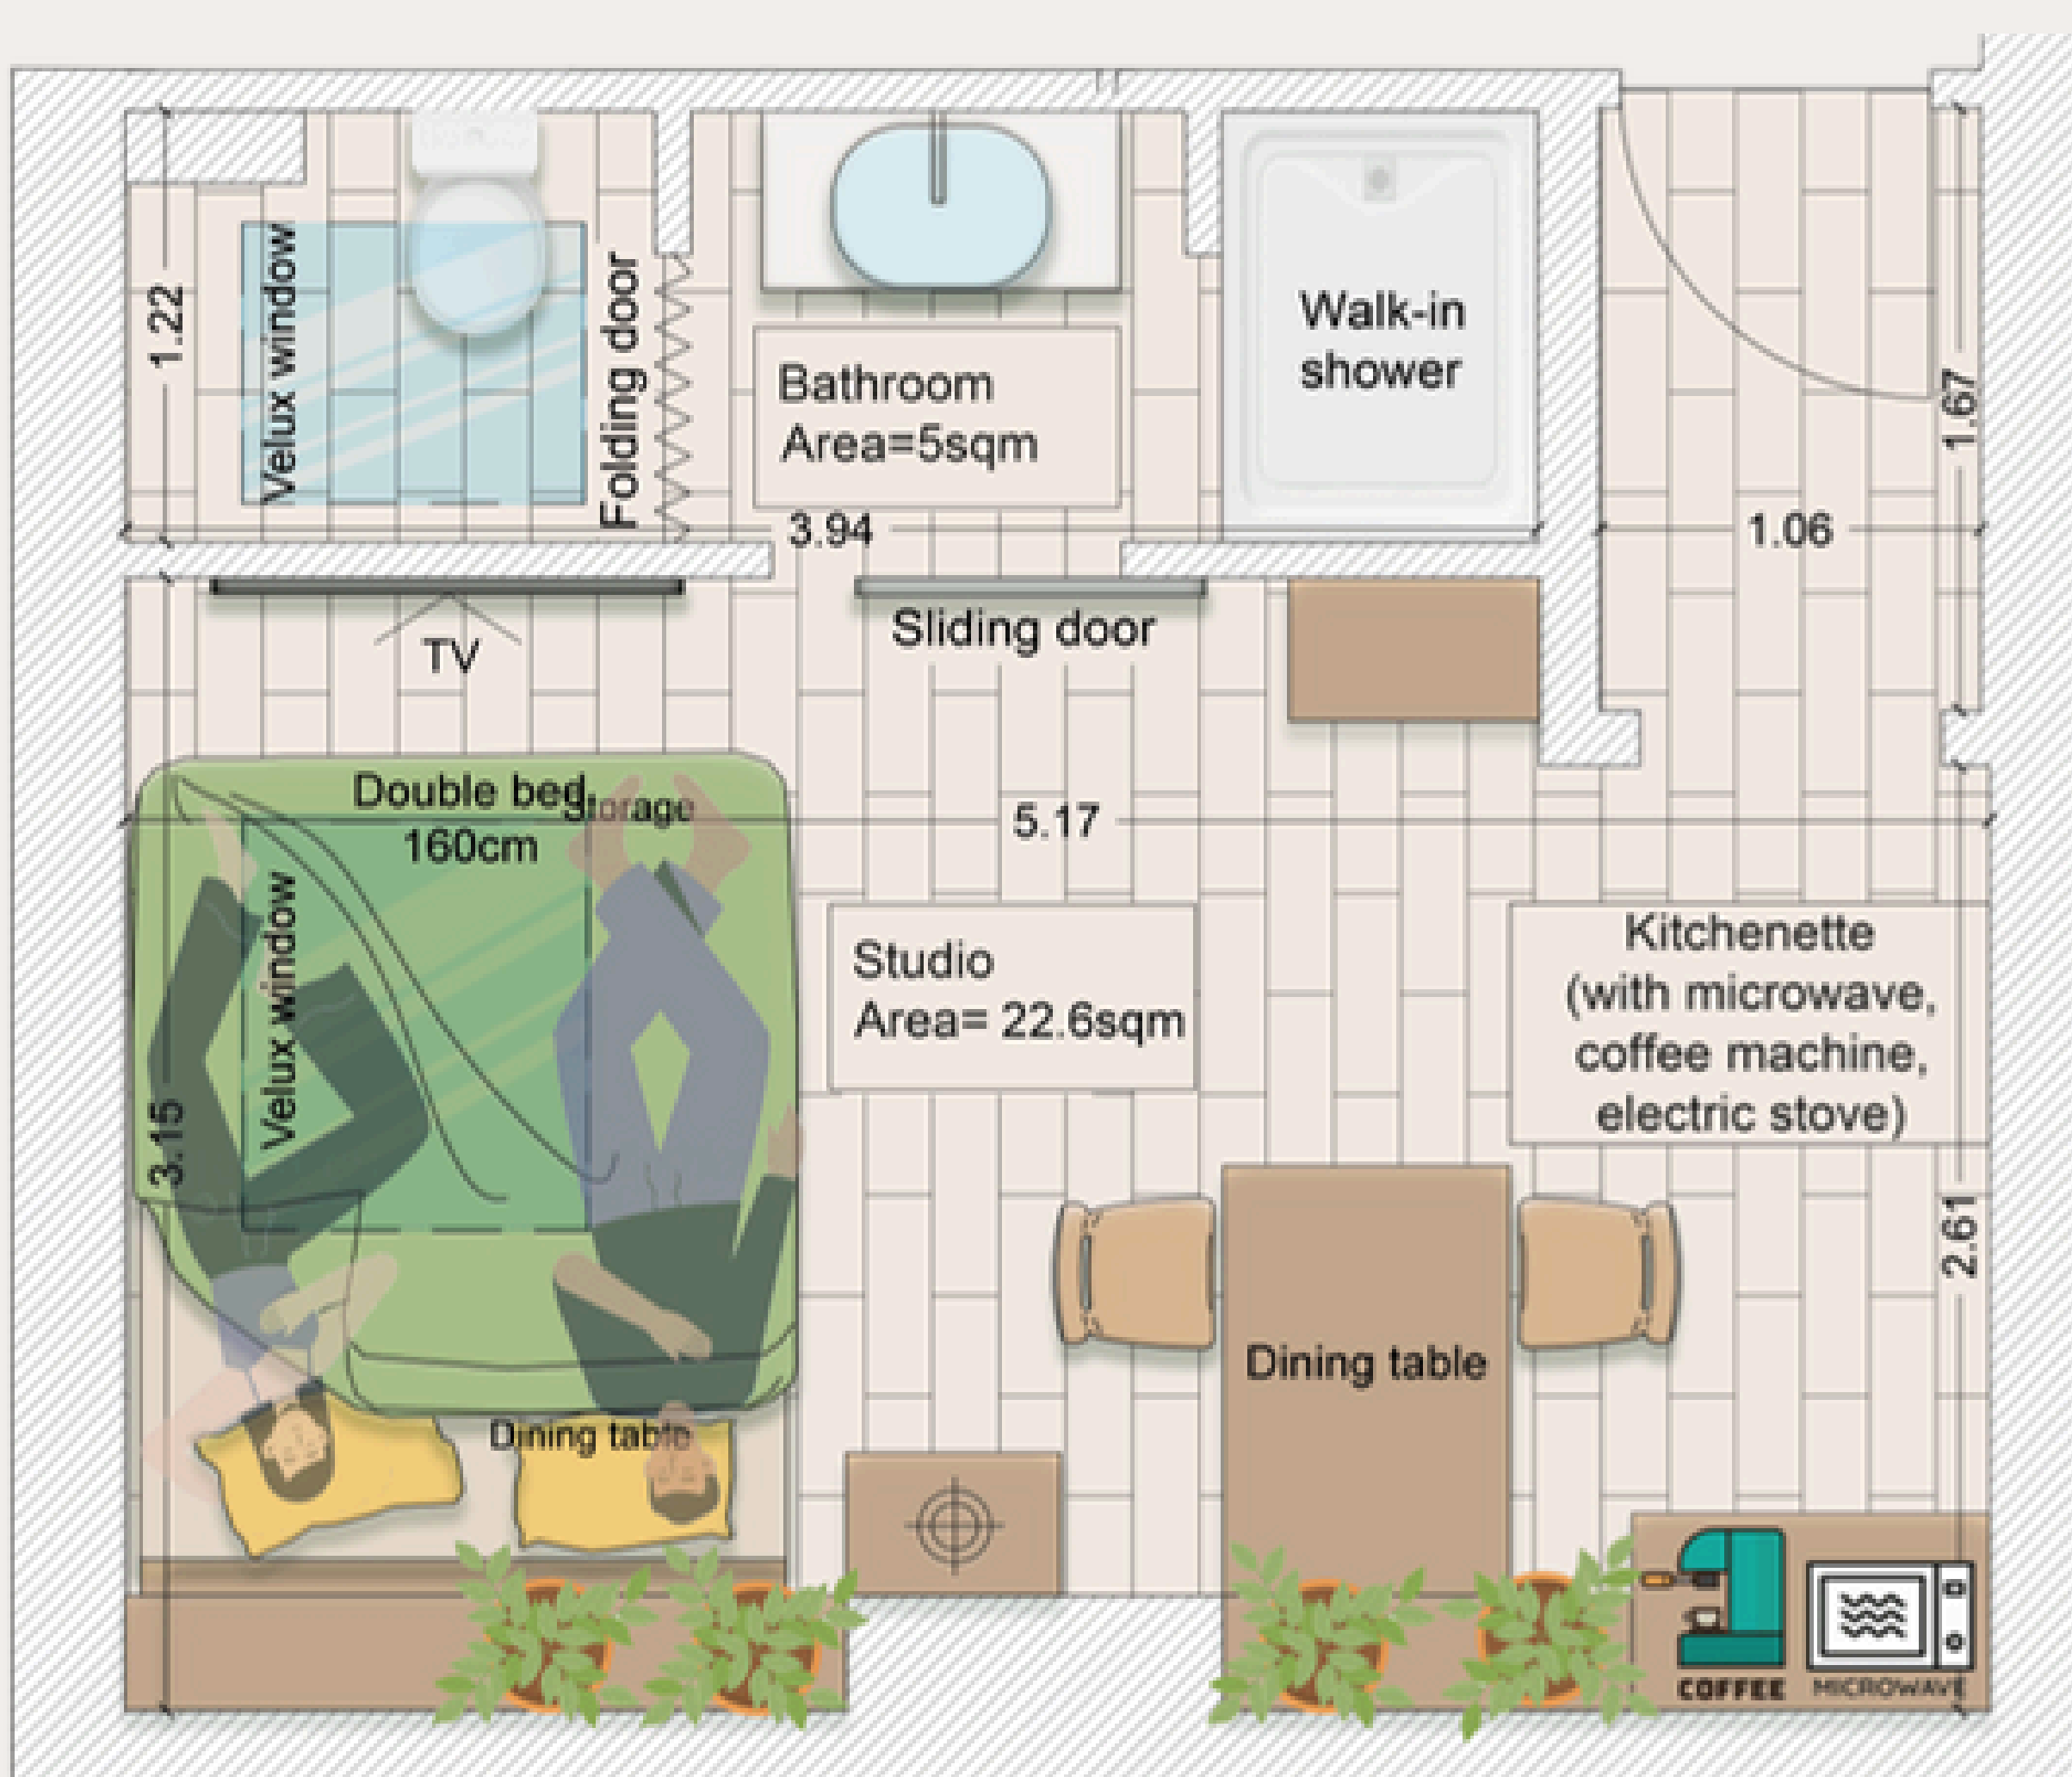 Velux window
1.22
Folding door
Bathroom
Area=5sqm
Walk-in
shower
1.67
3.94
1.06
TV
Sliding door
Double bed
Storage
160cm
5.17
Velux window
3.15
Studio
Area= 22.6sqm
Kitchenette
(with microwave,
coffee machine,
electric stove)
2.61
Dining table
Dining table
COFFEE
MICROWAVE